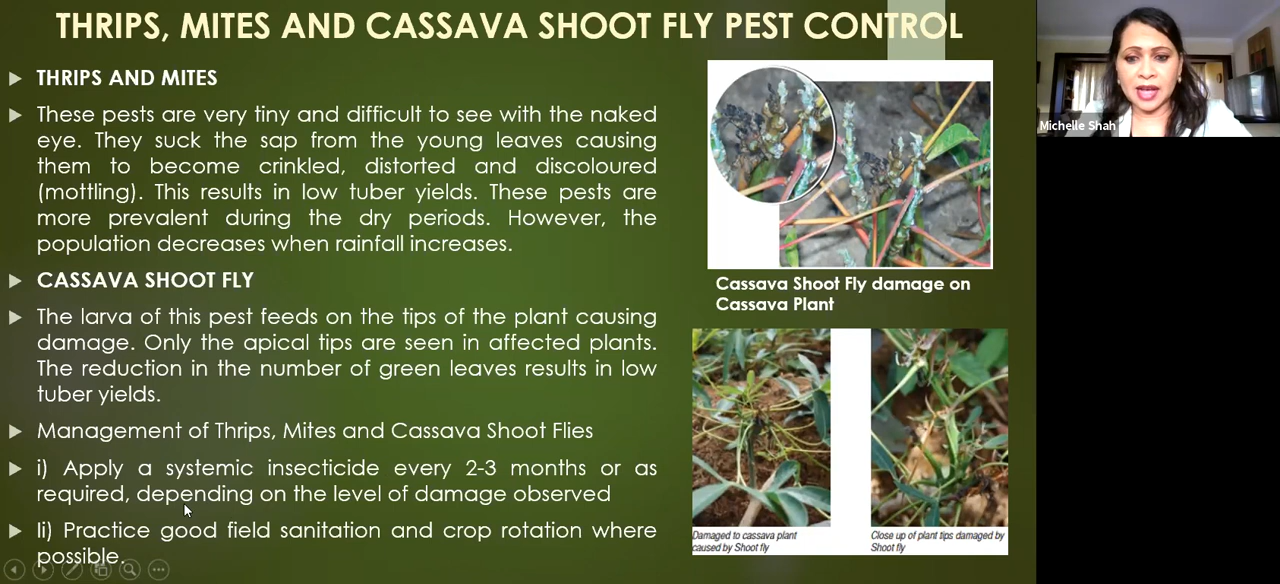 THRIPS, MITES AND CASSAVA SHOOT FLY PEST CONTROL
THRIPS AND MITES
These pests are very tiny and difficult to see with the naked
eye. They suck the sap from the young leaves causing
them to become crinkled, distorted and discoloured
(mottling). This results in low tuber yields. These pests are
more prevalent during the dry periods. However, the
population decreases when rainfall increases.
CASSAVA SHOOT FLY
The larva of this pest feeds on the tips of the plant causing
damage. Only the apical tips are seen in affected plants.
The reduction in the number of green leaves results in low
tuber yields.
Management of Thrips, Mites and Cassava Shoot Flies
i) Apply a systemic insecticide every 2-3 months or as
required, depending on the level of damage observed
Ii) Practice good field sanitation and crop rotation where
possible.
Cassava Shoot Fly damage on
Cassava Plant
Damaged to cassava plant
caused by Shoot fly
Close up of plant tips damaged by
Shoot fly
Michelle Shah